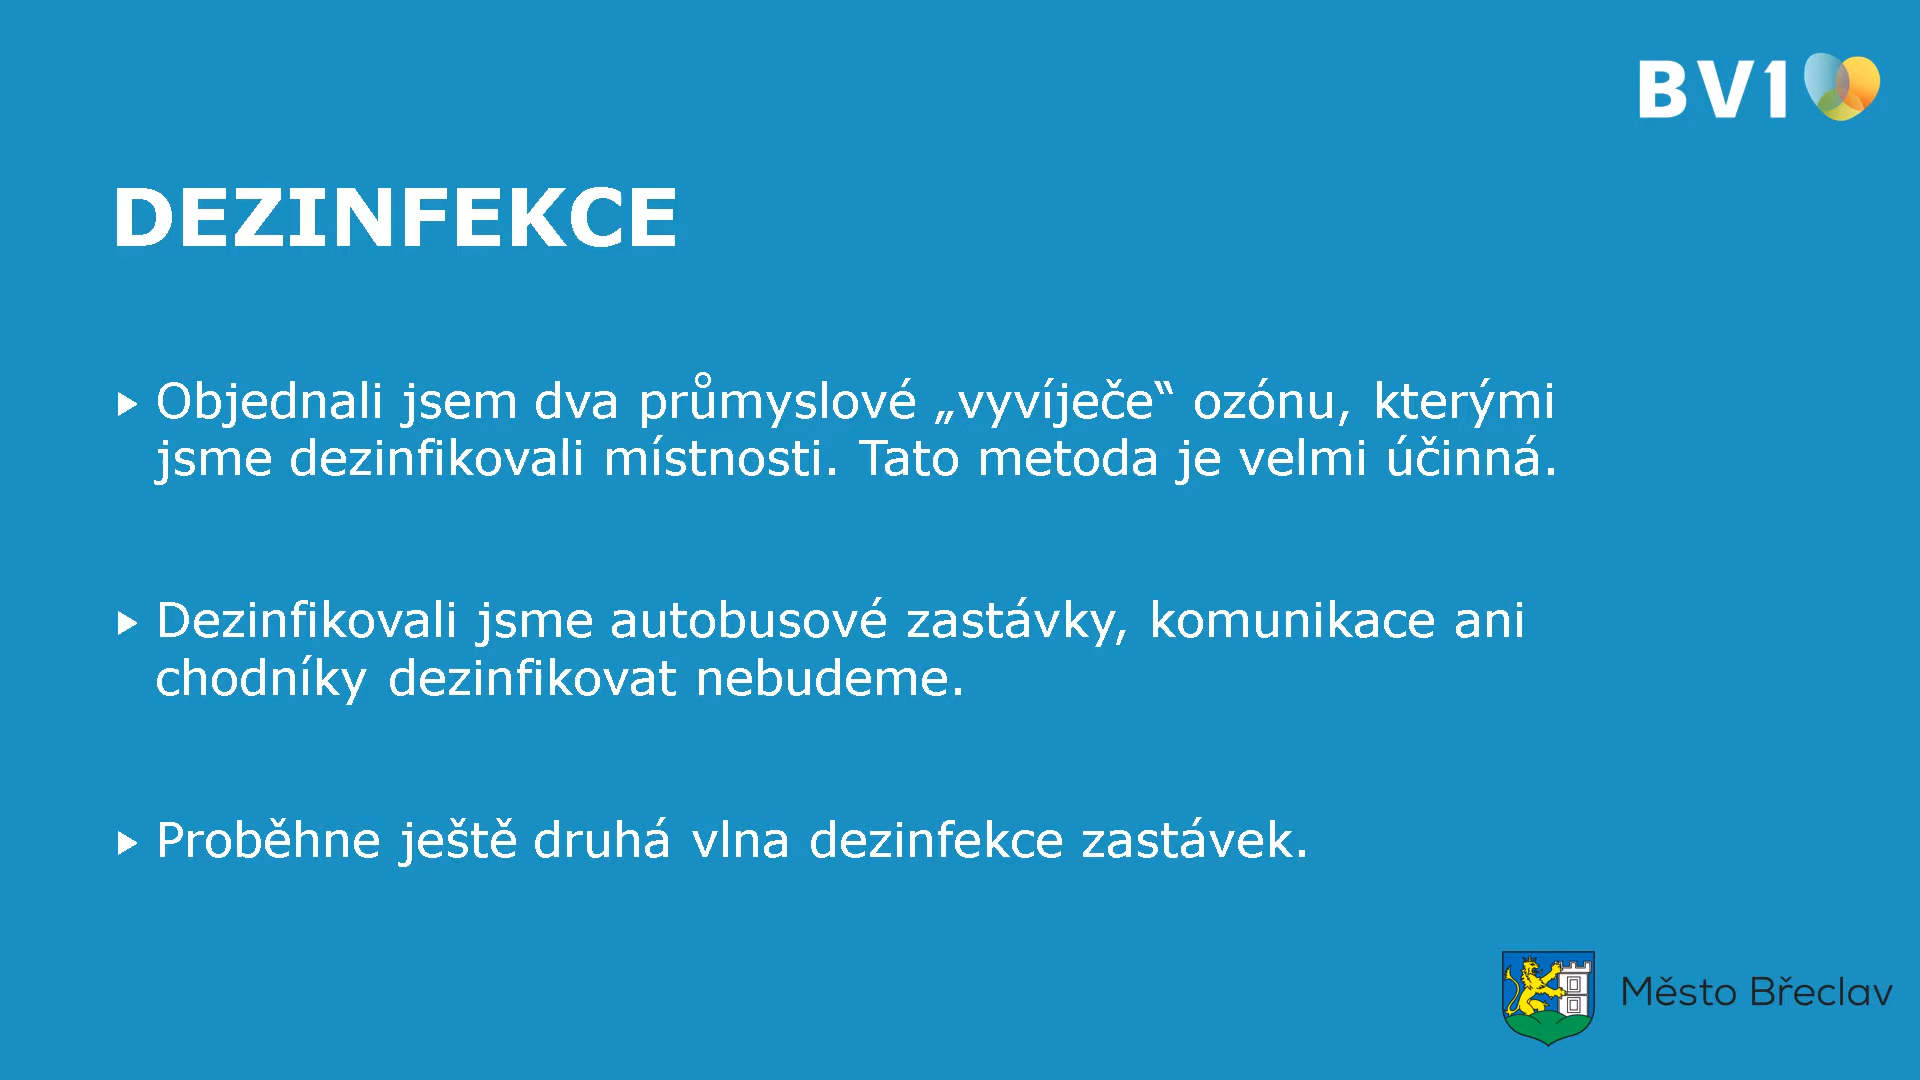 BV1
DEZINFEKCE
Objednali jsem dva průmyslové „vyvíječe“ ozónu, kterými
jsme dezinfikovali místnosti. Tato metoda je velmi účinná.
Dezinfikovali jsme autobusové zastávky, komunikace ani
chodníky dezinfikovat nebudeme.
Proběhne ještě druhá vlna dezinfekce zastávek.
Město Břeclav